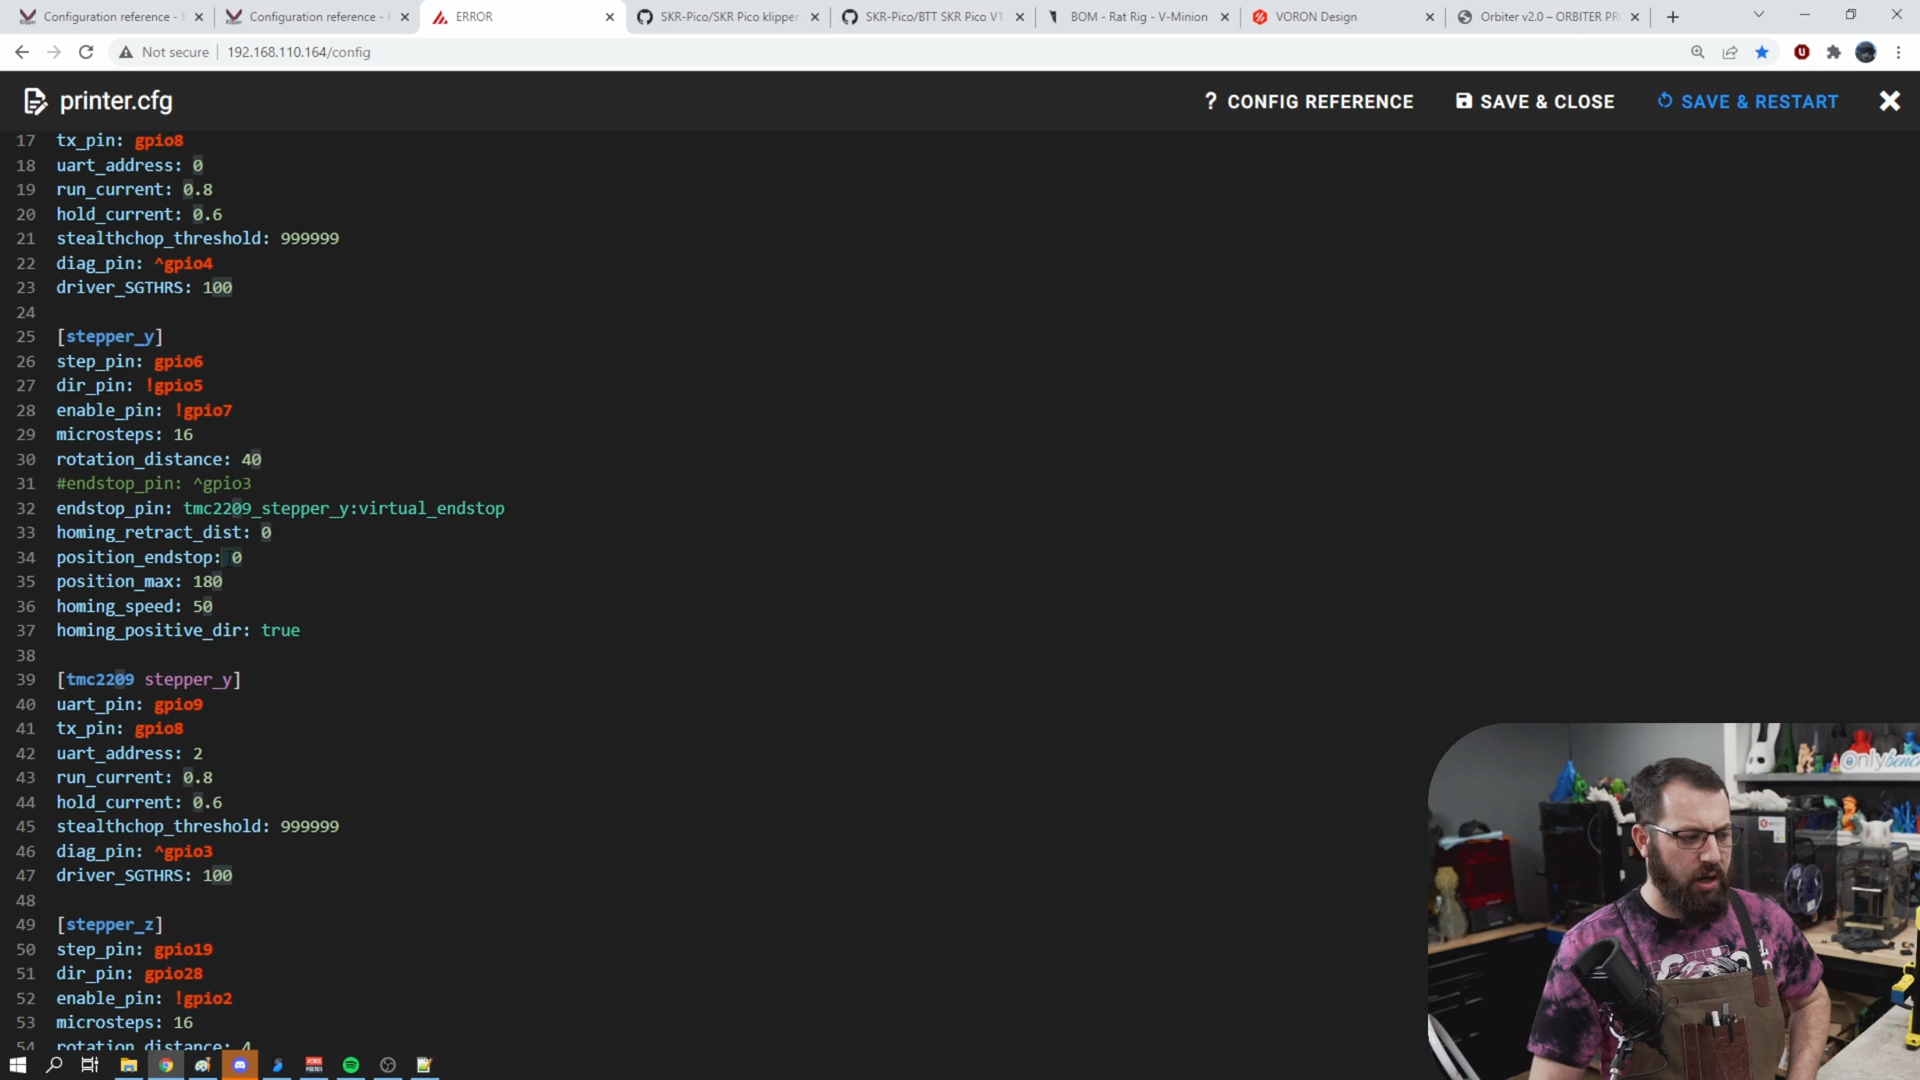 Configuration reference -
Configuration reference -
ERROR
SKR-Pico/SKR Pico klipper
SKR-Pico/BTT SKR Pico V1
BOM - Rat Rig - V-Minion
VORON Design
Orbiter v2.0 – ORBITER PR
Not secure
192.168.110.164/config
printer.cfg
? CONFIG REFERENCE
SAVE & CLOSE
SAVE & RESTART
17 tx_pin: gpio8
18 uart_address: 0
19 run_current: 0.8
20 hold_current: 0.6
21 stealthchop_threshold: 999999
22 diag_pin: ^gpio4
23 driver_SGTHRS: 100
24
25 [stepper_y]
26 step_pin: gpio6
27 dir_pin: !gpio5
28 enable_pin: !gpio7
29 microsteps: 16
30 rotation_distance: 40
31 #endstop_pin: ^gpio3
32 endstop_pin: tmc2209_stepper_y:virtual_endstop
33 homing_retract_dist: 0
34 position_endstop: 0
35 position_max: 180
36 homing_speed: 50
37 homing_positive_dir: true
38
39 [tmc2209 stepper_y]
40 uart_pin: gpio9
41 tx_pin: gpio8
42 uart_address: 2
43 run_current: 0.8
44 hold_current: 0.6
45 stealthchop_threshold: 999999
46 diag_pin: ^gpio3
47 driver_SGTHRS: 100
48
49 [stepper_z]
50 step_pin: gpio19
51 dir_pin: gpio28
52 enable_pin: !gpio2
53 microsteps: 16
54 rotation_distance: 4